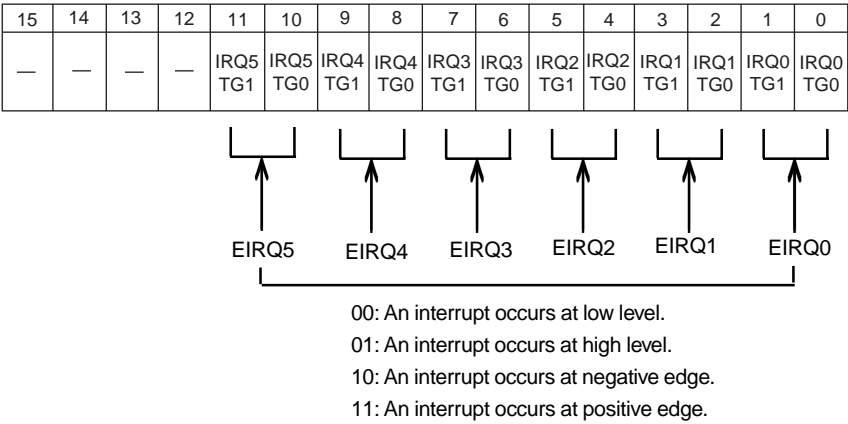 15 14 13 12 11 10 9 8 7 6 5 4 3 2 1 0
— — — — IRQ5 IRQ5 IRQ4 IRQ4 IRQ3 IRQ3 IRQ2 IRQ2 IRQ1 IRQ1 IRQ0 IRQ0
TG1 TG0 TG1 TG0 TG1 TG0 TG1 TG0 TG1 TG0 TG1 TG0
EIRQ5 EIRQ4 EIRQ3 EIRQ2 EIRQ1 EIRQ0
00: An interrupt occurs at low level.
01: An interrupt occurs at high level.
10: An interrupt occurs at negative edge.
11: An interrupt occurs at positive edge.